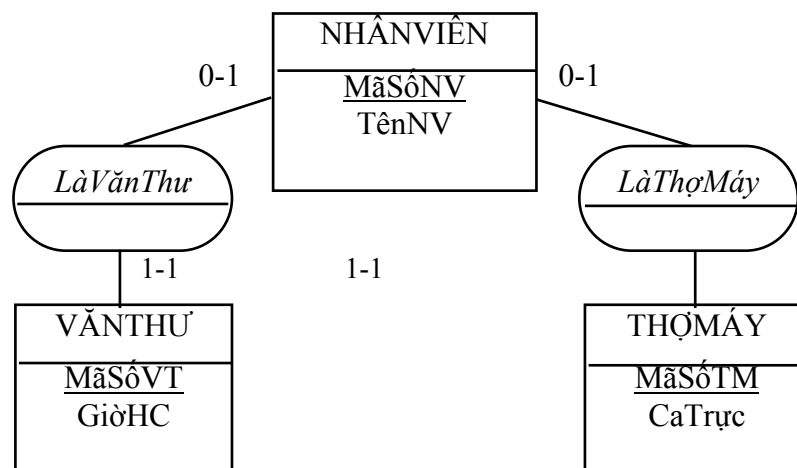 NHÂNVIÊN
0-1
0-1
MãSốNV
TênNV
LàVănThư
LàThợMáy
1-1
1-1
VĂNTHƯ
THỢMÁY
MãSốVT
MãSốTM
GiờHC
CaTrực